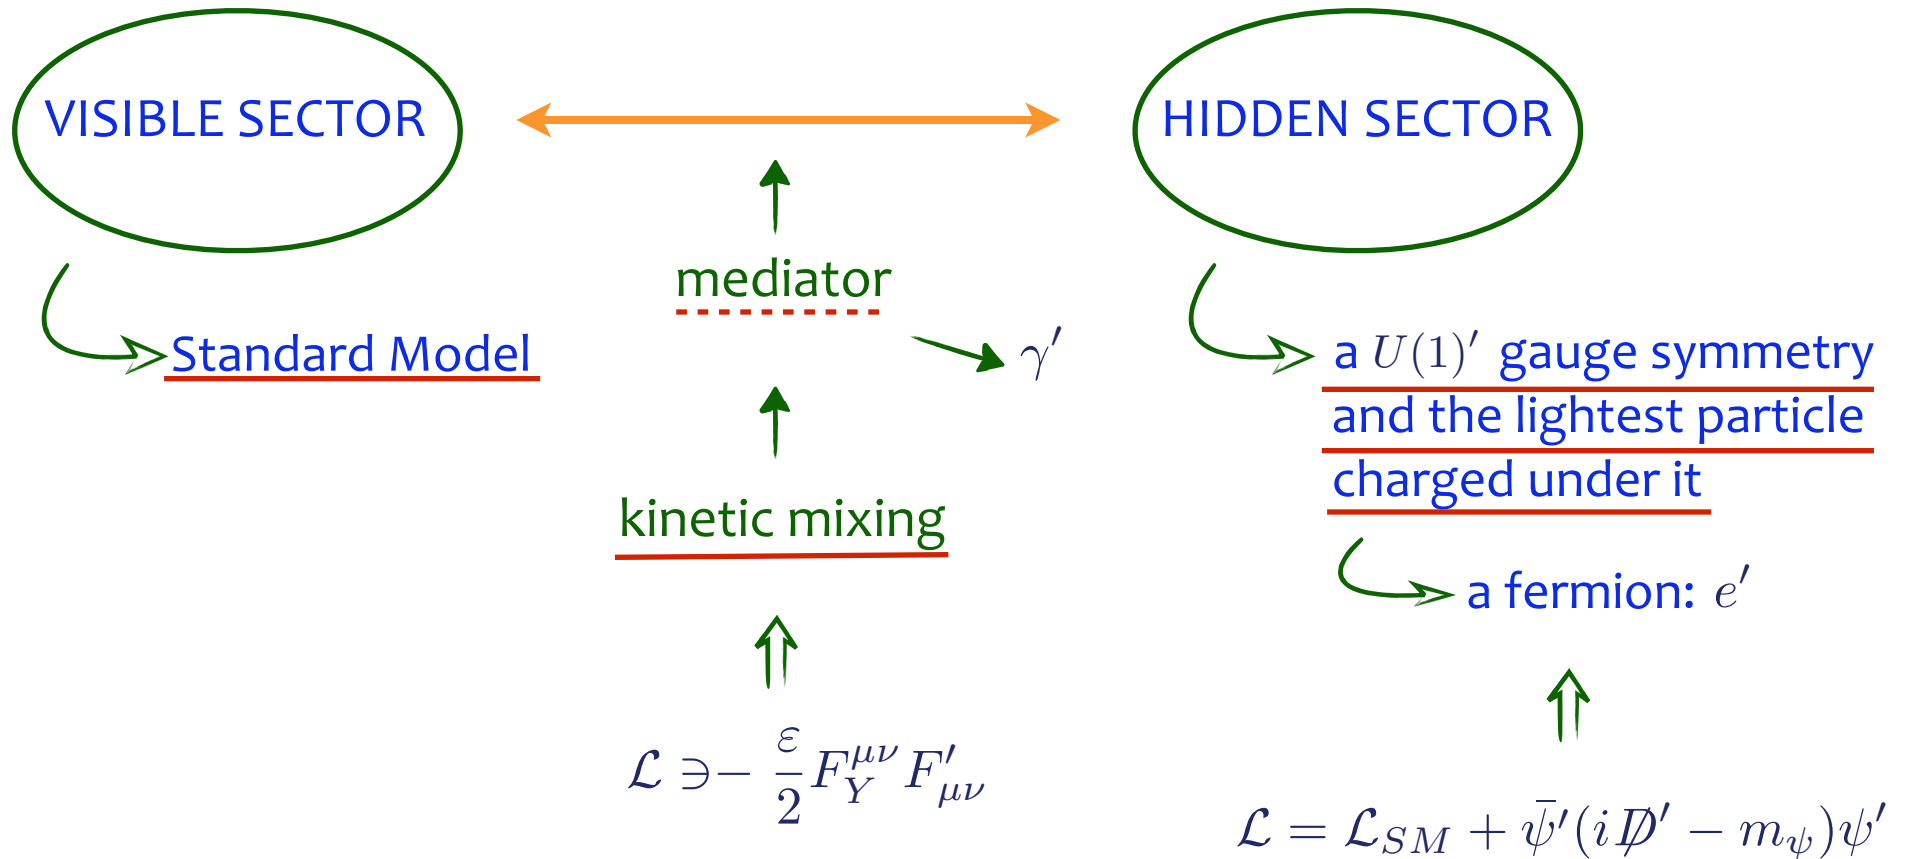 VISIBLE SECTOR
HIDDEN SECTOR
mediator
γ′
Standard Model
a U(1)′ gauge symmetry
and the lightest particle
charged under it
kinetic mixing
a fermion: e′
ℒ ∋ − ε/2 F_Y^{μν} F′_{μν}
ℒ = ℒ_{SM} + ψ̄′(iD̸′ − m_ψ)ψ′